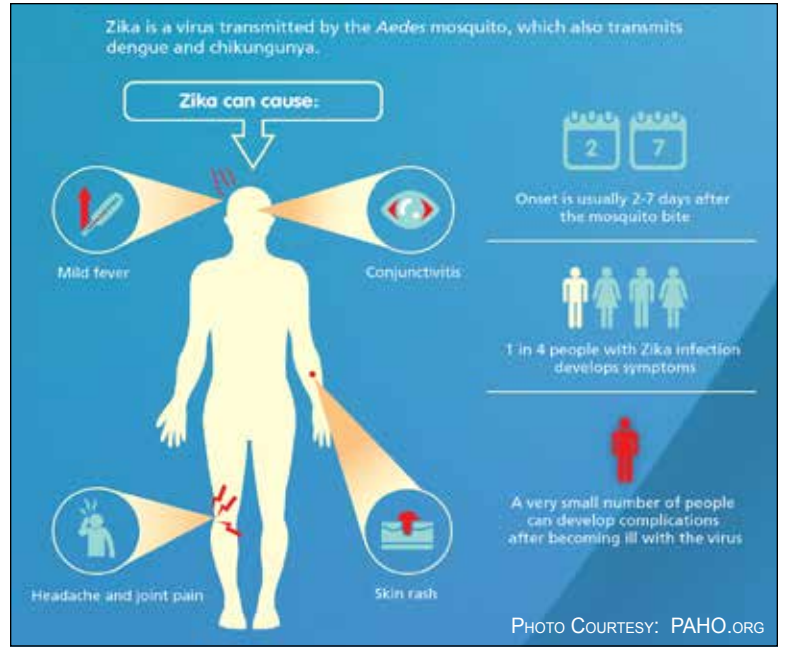 Zika is a virus transmitted by the Aedes mosquito, which also transmits
dengue and chikungunya.
Zika can cause:
Mild fever
Conjunctivitis
Headache and joint pain
Skin rash
2 7
Onset is usually 2-7 days after
the mosquito bite
1 in 4 people with Zika infection
develops symptoms
A very small number of people
can develop complications
after becoming ill with the virus
PHOTO COURTESY: PAHO.ORG